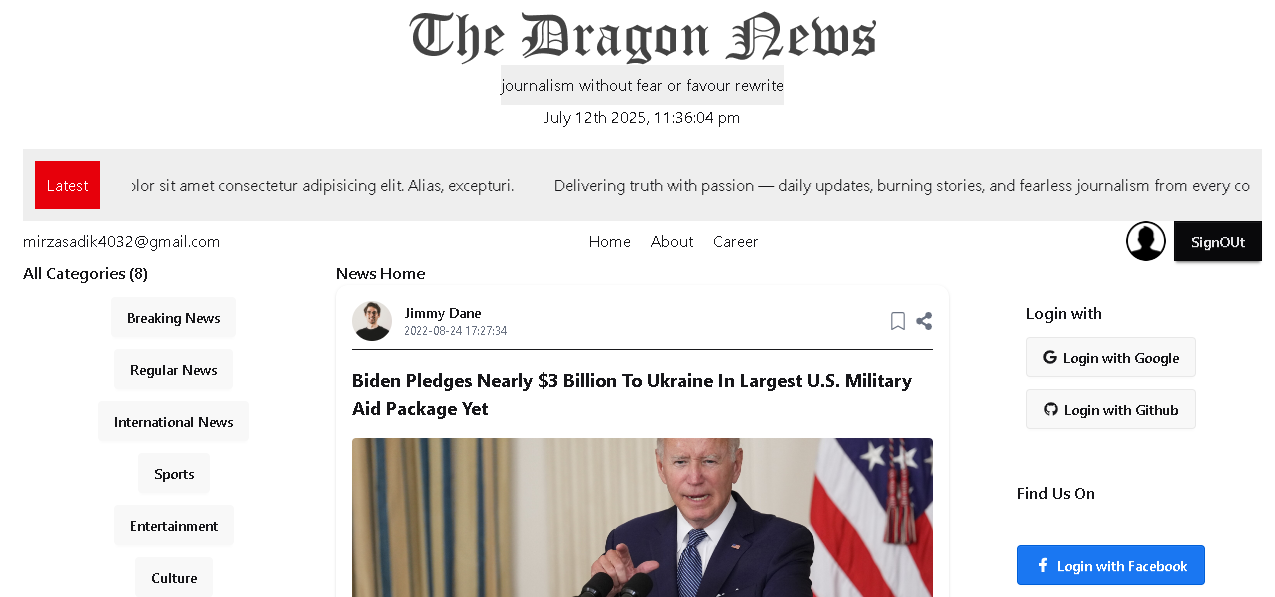 The Dragon News
journalism without fear or favour rewrite
July 12th 2025, 11:36:04 pm
Latest
olor sit amet consectetur adipisicing elit. Alias, excepturi. Delivering truth with passion — daily updates, burning stories, and fearless journalism from every co
mirzasadik4032@gmail.com
Home About Career
SignOUt
All Categories (8)
Breaking News
Regular News
International News
Sports
Entertainment
Culture
News Home
Jimmy Dane
2022-08-24 17:27:34
Biden Pledges Nearly $3 Billion To Ukraine In Largest U.S. Military
Aid Package Yet
Login with
Login with Google
Login with Github
Find Us On
Login with Facebook